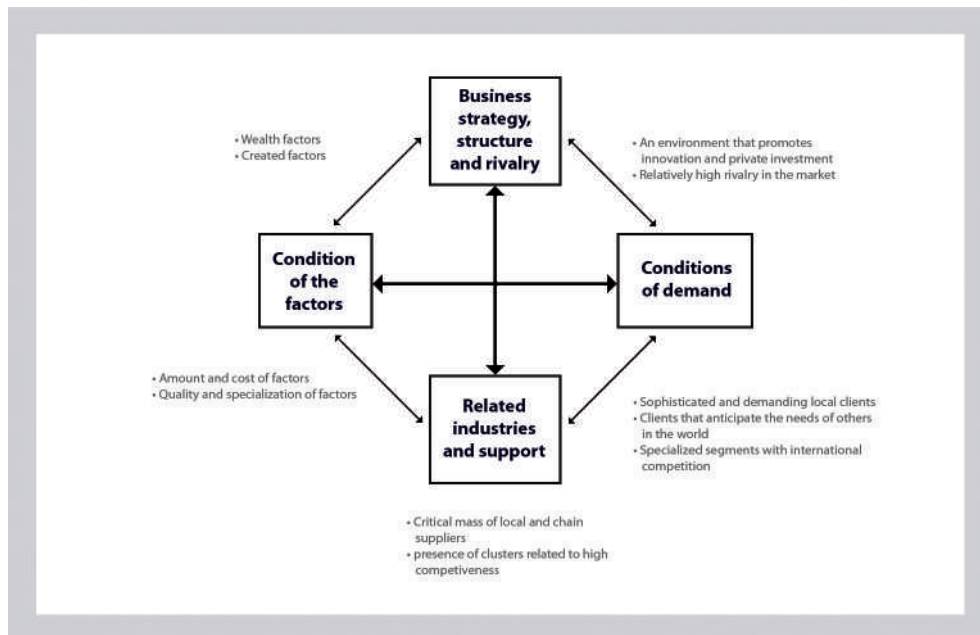 Business
strategy,
structure
and rivalry
• Wealth factors
• Created factors
• An environment that promotes
innovation and private investment
• Relatively high rivalry in the market
Condition
of the
factors
Conditions
of demand
• Amount and cost of factors
• Quality and specialization of factors
Related
industries
and support
• Sophisticated and demanding local clients
• Clients that anticipate the needs of others
in the world
• Specialized segments with international
competition
• Critical mass of local and chain
suppliers
• presence of clusters related to high
competiveness